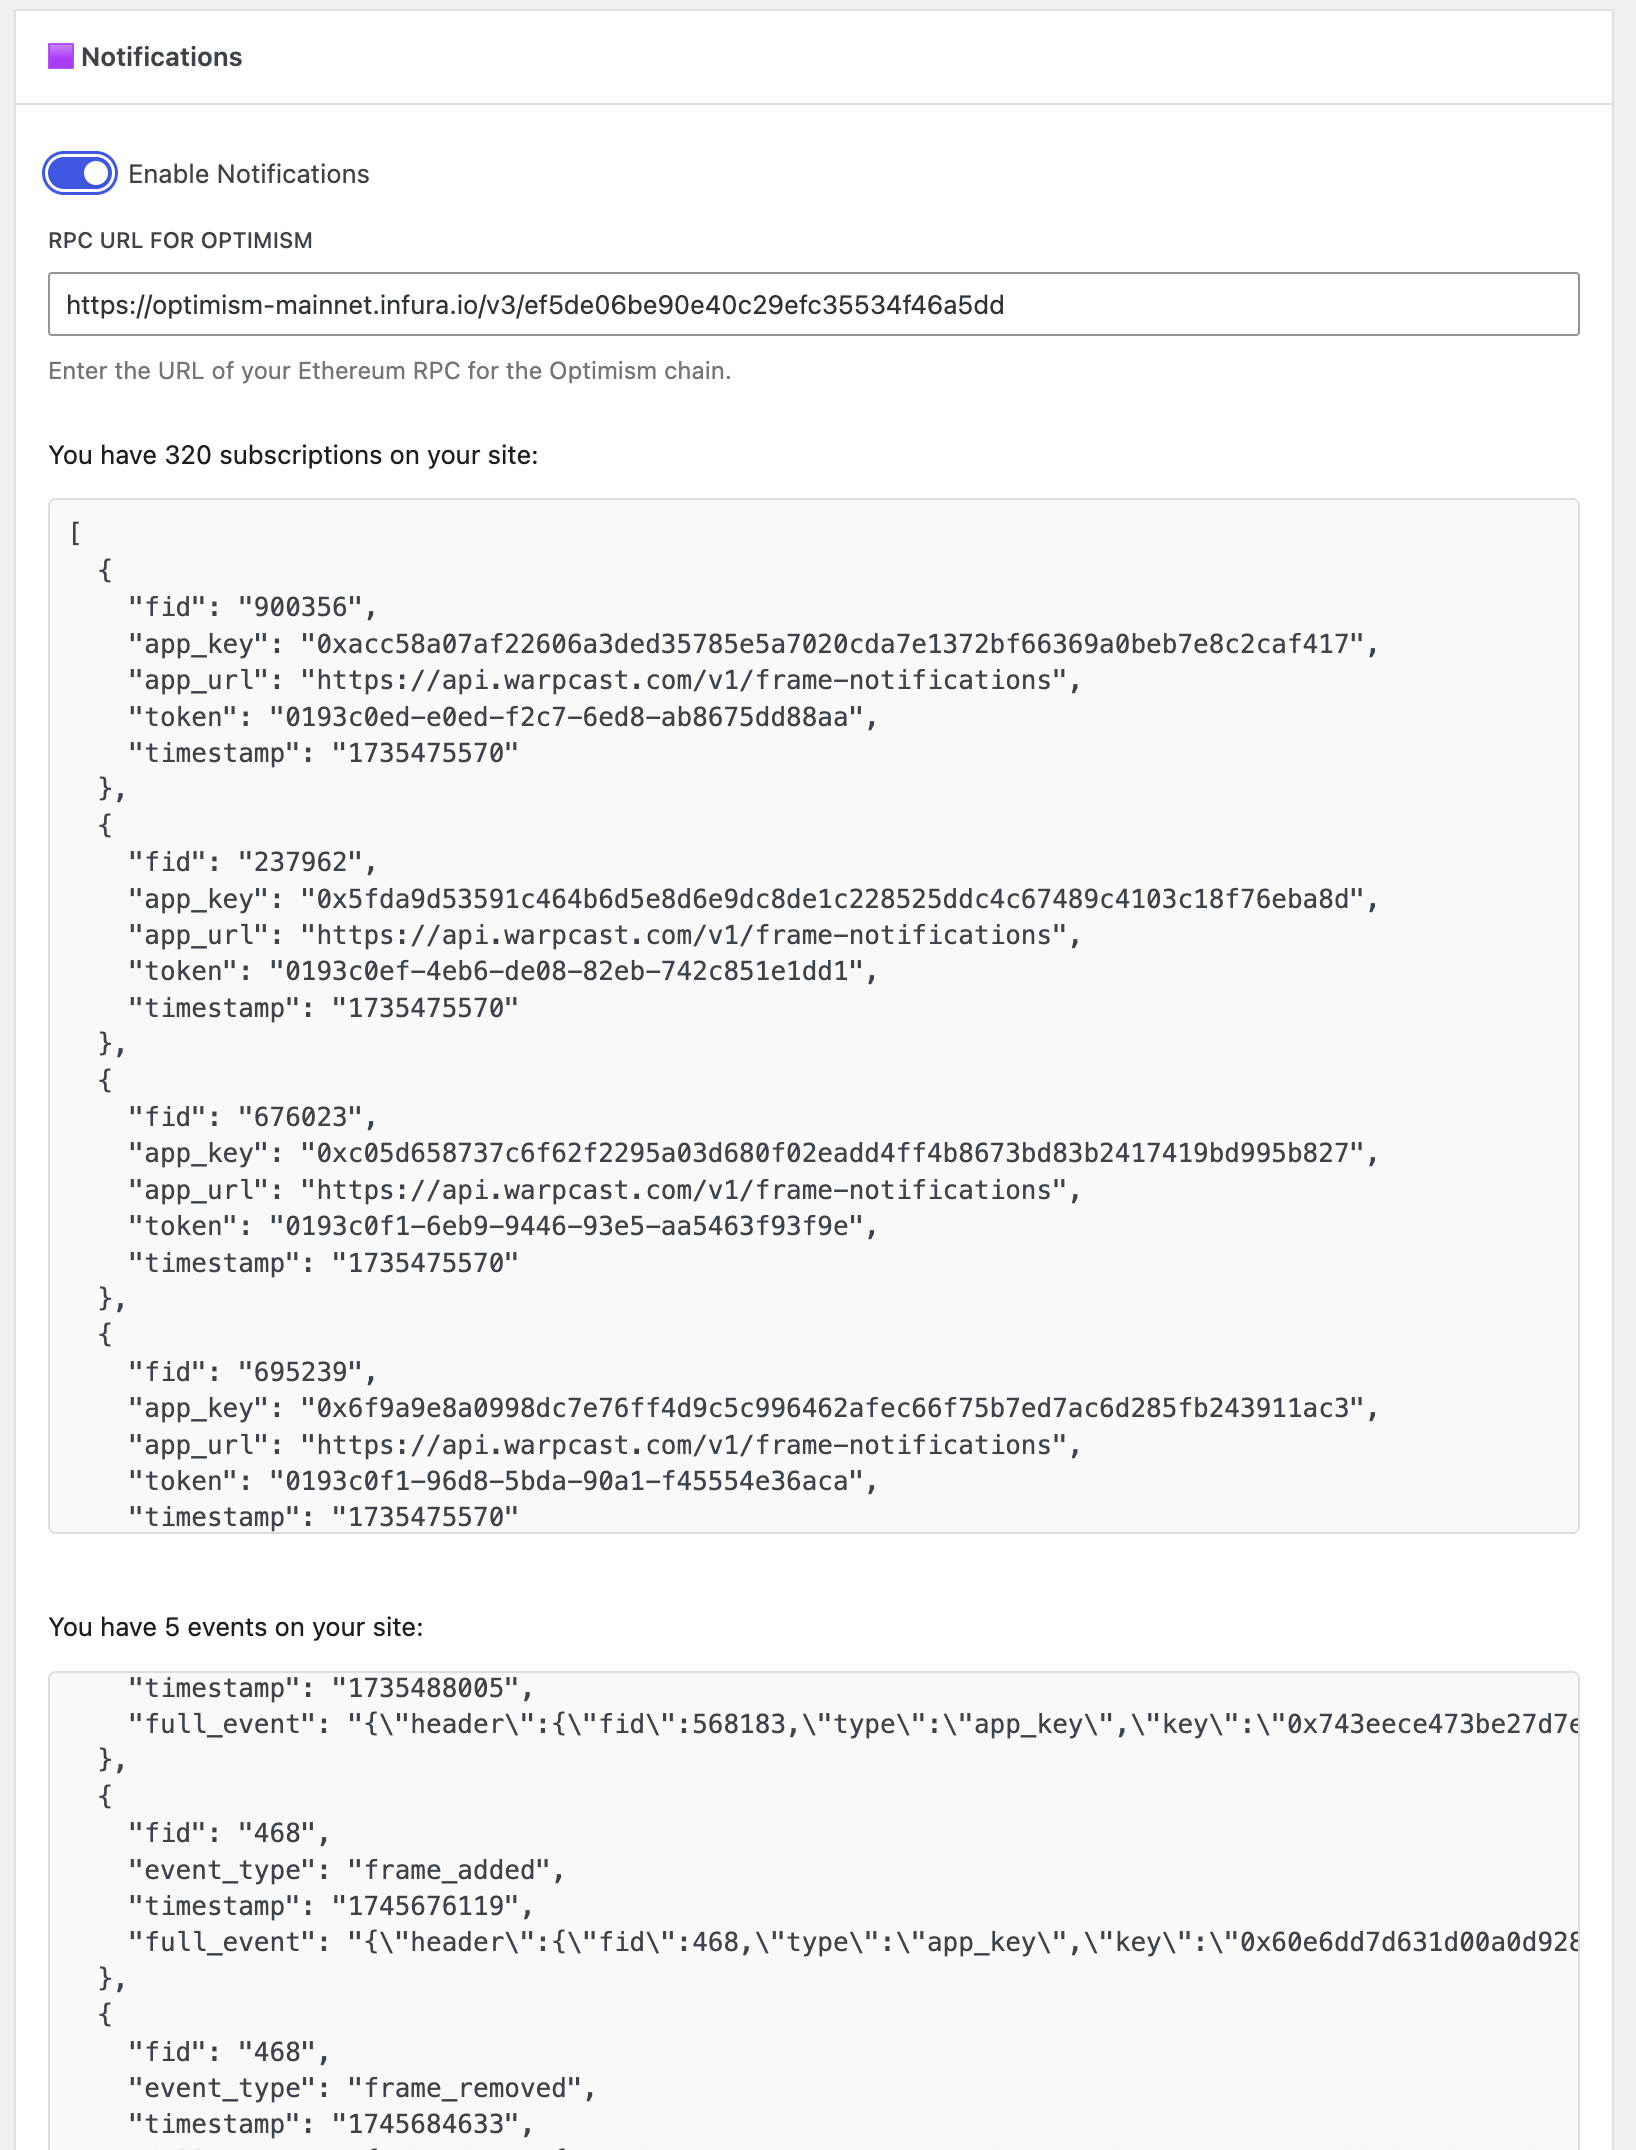 Notifications
Enable Notifications
RPC URL FOR OPTIMISM
https://optimism-mainnet.infura.io/v3/ef5de06be90e40c29efc35534f46a5dd
Enter the URL of your Ethereum RPC for the Optimism chain.
You have 320 subscriptions on your site:
[
  {
    "fid": "900356",
    "app_key": "0xacc58a07af22606a3ded35785e5a7020cda7e1372bf66369a0beb7e8c2caf417",
    "app_url": "https://api.warpcast.com/v1/frame-notifications",
    "token": "0193c0ed-e0ed-f2c7-6ed8-ab8675dd88aa",
    "timestamp": "1735475570"
  },
  {
    "fid": "237962",
    "app_key": "0x5fda9d53591c464b6d5e8d6e9dc8de1c228525ddc4c67489c4103c18f76eba8d",
    "app_url": "https://api.warpcast.com/v1/frame-notifications",
    "token": "0193c0ef-4eb6-de08-82eb-742c851e1dd1",
    "timestamp": "1735475570"
  },
  {
    "fid": "676023",
    "app_key": "0xc05d658737c6f62f2295a03d680f02eadd4ff4b8673bd83b2417419bd995b827",
    "app_url": "https://api.warpcast.com/v1/frame-notifications",
    "token": "0193c0f1-6eb9-9446-93e5-aa5463f93f9e",
    "timestamp": "1735475570"
  },
  {
    "fid": "695239",
    "app_key": "0x6f9a9e8a0998dc7e76ff4d9c5c996462afec66f75b7ed7ac6d285fb243911ac3",
    "app_url": "https://api.warpcast.com/v1/frame-notifications",
    "token": "0193c0f1-96d8-5bda-90a1-f45554e36aca",
    "timestamp": "1735475570"
You have 5 events on your site:
    "timestamp": "1735488005",
    "full_event": "{\"header\":{\"fid\":568183,\"type\":\"app_key\",\"key\":\"0x743eece473be27d7e
  },
  {
    "fid": "468",
    "event_type": "frame_added",
    "timestamp": "1745676119",
    "full_event": "{\"header\":{\"fid\":468,\"type\":\"app_key\",\"key\":\"0x60e6dd7d631d00a0d928
  },
  {
    "fid": "468",
    "event_type": "frame_removed",
    "timestamp": "1745684633",